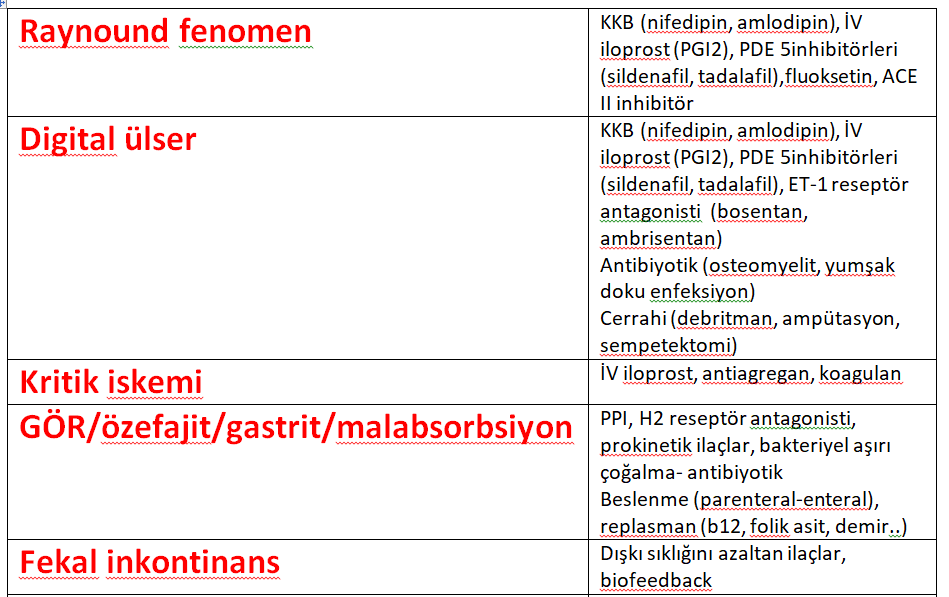 Raynound fenomen
KKB (nifedipin, amlodipin), İV
iloprost (PGI2), PDE 5inhibitörleri
(sildenafil, tadalafil),fluoksetin, ACE
II inhibitör
Digital ülser
KKB (nifedipin, amlodipin), İV
iloprost (PGI2), PDE 5inhibitörleri
(sildenafil, tadalafil), ET-1 reseptör
antagonisti (bosentan,
ambrisentan)
Antibiyotik (osteomyelit, yumşak
doku enfeksiyon)
Cerrahi (debritman, ampütasyon,
sempetektomi)
Kritik iskemi
İV iloprost, antiagregan, koagulan
GÖR/özefajit/gastrit/malabsorbsiyon
PPI, H2 reseptör antagonisti,
prokinetik ilaçlar, bakteriyel aşırı
çoğalma- antibiyotik
Beslenme (parenteral-enteral),
replasman (b12, folik asit, demir..)
Fekal inkontinans
Dışkı sıklığını azaltan ilaçlar,
biofeedback